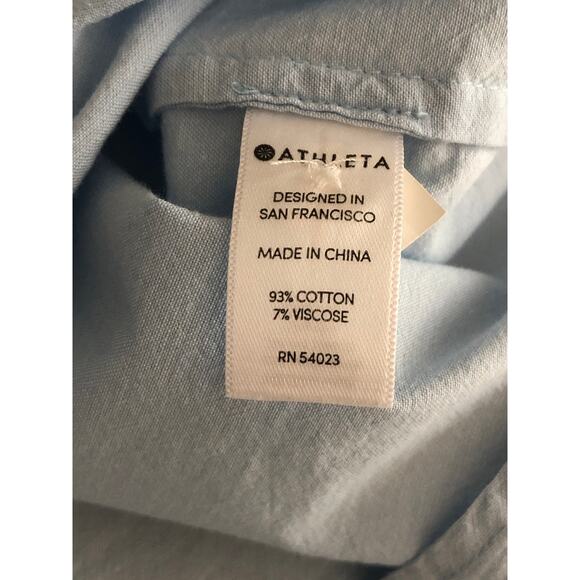 ATHLETA
DESIGNED IN
SAN FRANCISCO
MADE IN CHINA
93% COTTON
7% VISCOSE
RN 54023